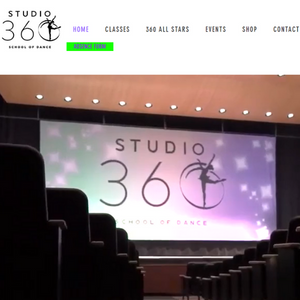 STUDIO
360
SCHOOL OF DANCE
HOME CLASSES 360 ALL STARS EVENTS SHOP CONTACT
ABSENCE FORM
STUDIO
360
SCHOOL OF DANCE